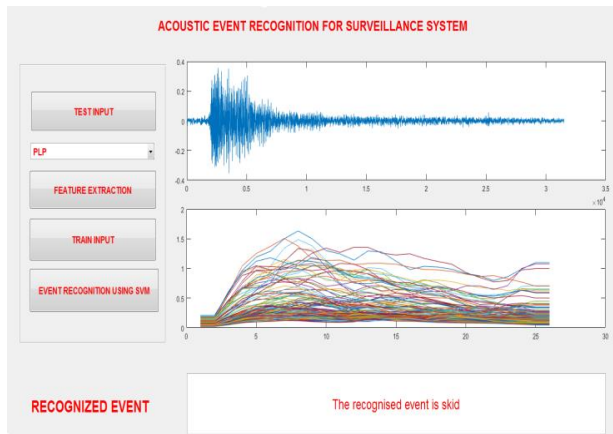 ACOUSTIC EVENT RECOGNITION FOR SURVEILLANCE SYSTEM
TEST INPUT
PLP
FEATURE EXTRACTION
TRAIN INPUT
EVENT RECOGNITION USING SVM
0.4
0.2
0
-0.2
-0.4
0 0.5 1 1.5 2 2.5 3 3.5
×10⁴
2
1.5
1
0.5
0
0 5 10 15 20 25 30
RECOGNIZED EVENT
The recognised event is skid